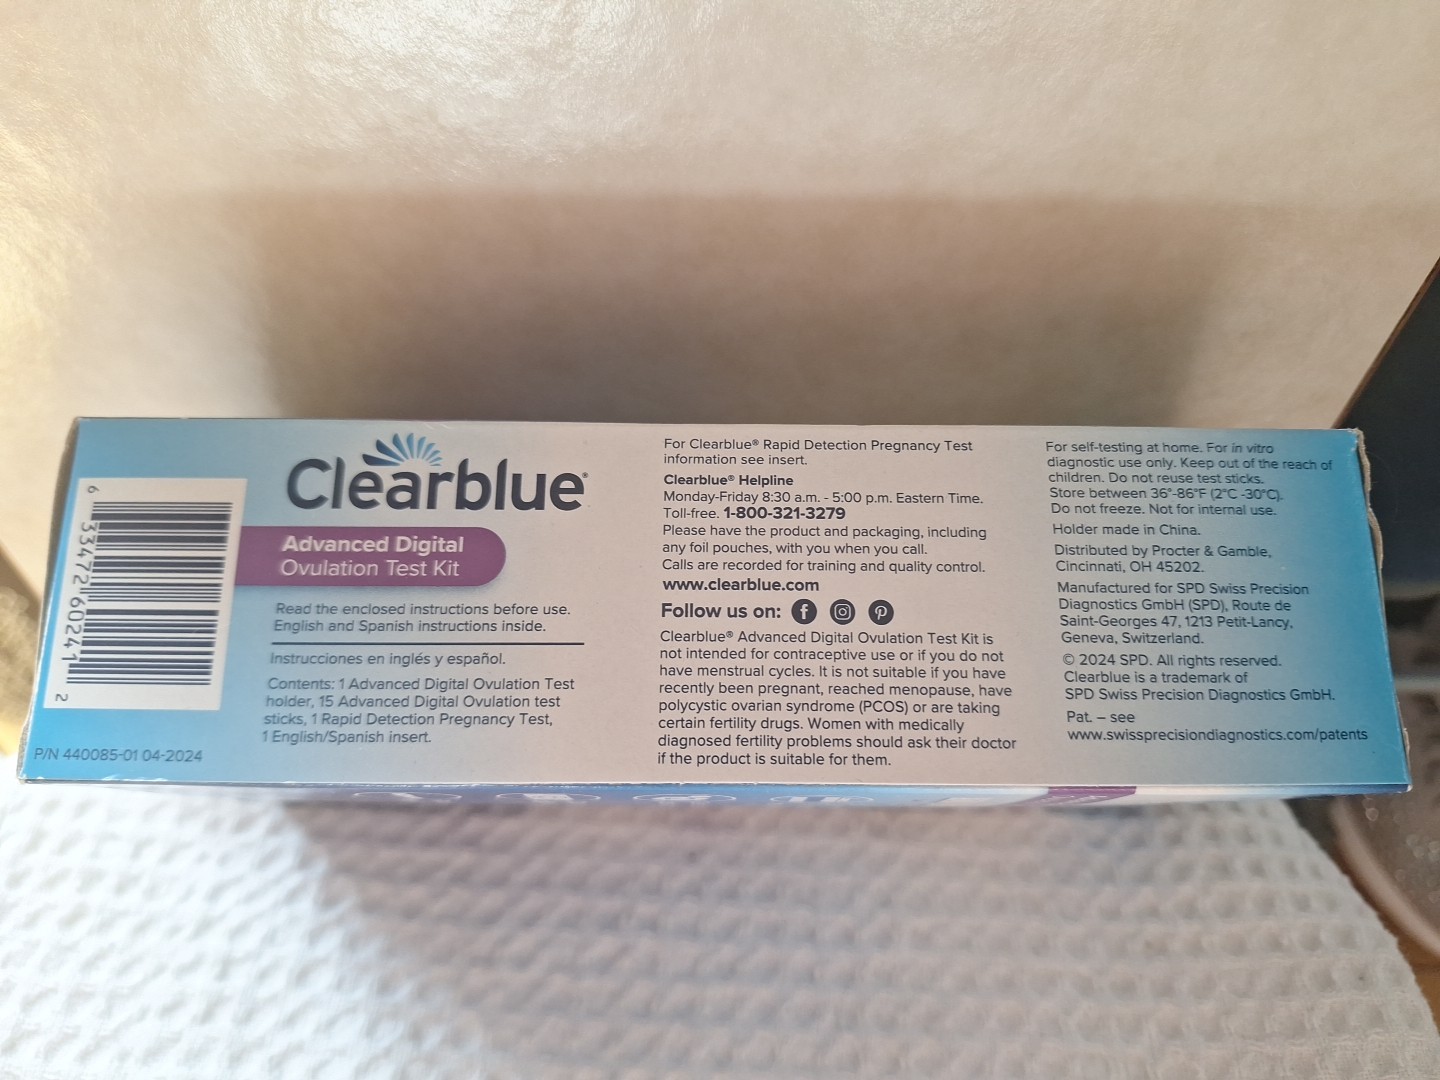 6 33472 60241 2
P/N 440085-01 04-2024
Clearblue®
Advanced Digital
Ovulation Test Kit
Read the enclosed instructions before use.
English and Spanish instructions inside.
Instrucciones en inglés y español.
Contents: 1 Advanced Digital Ovulation Test
holder, 15 Advanced Digital Ovulation test
sticks, 1 Rapid Detection Pregnancy Test,
1 English/Spanish insert.
For Clearblue® Rapid Detection Pregnancy Test
information see insert.
Clearblue® Helpline
Monday-Friday 8:30 a.m. - 5:00 p.m. Eastern Time.
Toll-free. 1-800-321-3279
Please have the product and packaging, including
any foil pouches, with you when you call.
Calls are recorded for training and quality control.
www.clearblue.com
Follow us on:
Clearblue® Advanced Digital Ovulation Test Kit is
not intended for contraceptive use or if you do not
have menstrual cycles. It is not suitable if you have
recently been pregnant, reached menopause, have
polycystic ovarian syndrome (PCOS) or are taking
certain fertility drugs. Women with medically
diagnosed fertility problems should ask their doctor
if the product is suitable for them.
For self-testing at home. For in vitro
diagnostic use only. Keep out of the reach of
children. Do not reuse test sticks.
Store between 36°-86°F (2°C -30°C).
Do not freeze. Not for internal use.
Holder made in China.
Distributed by Procter & Gamble,
Cincinnati, OH 45202.
Manufactured for SPD Swiss Precision
Diagnostics GmbH (SPD), Route de
Saint-Georges 47, 1213 Petit-Lancy,
Geneva, Switzerland.
© 2024 SPD. All rights reserved.
Clearblue is a trademark of
SPD Swiss Precision Diagnostics GmbH.
Pat. – see
www.swissprecisiondiagnostics.com/patents